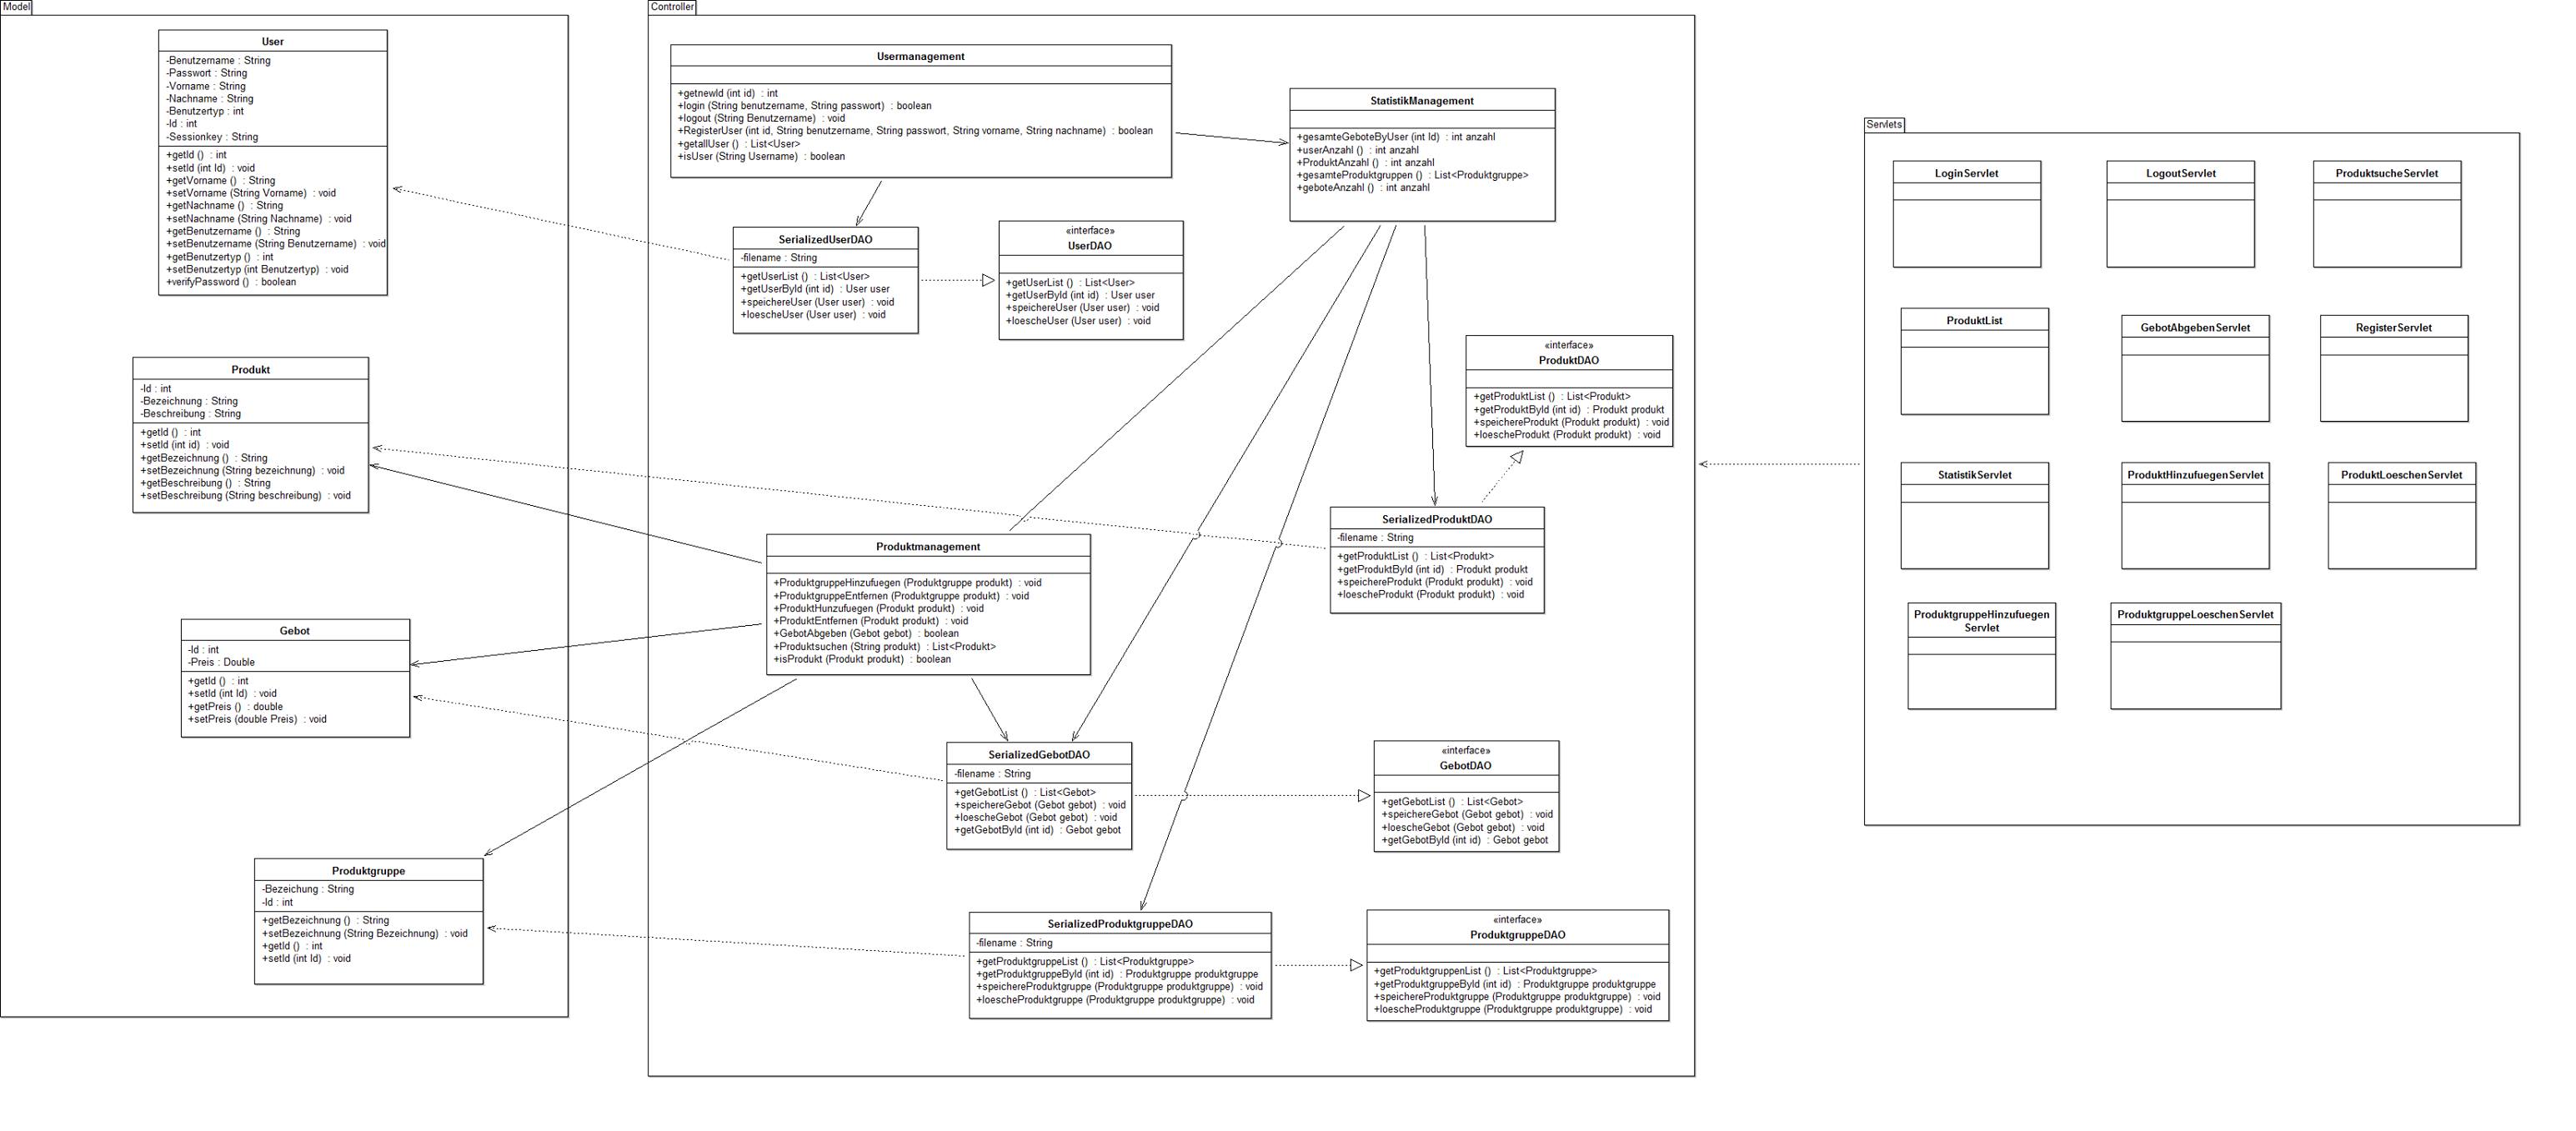 Model
User
-Benutzername : String
-Passwort : String
-Vorname : String
-Nachname : String
-Benutzertyp : int
-Id : int
-Sessionkey : String
+getId () : int
+setId (int Id) : void
+getVorname () : String
+setVorname (String Vorname) : void
+getNachname () : String
+setNachname (String Nachname) : void
+getBenutzername () : String
+setBenutzername (String Benutzername) : void
+getBenutzertyp () : int
+setBenutzertyp (int Benutzertyp) : void
+verifyPassword () : boolean
Produkt
-Id : int
-Bezeichnung : String
-Beschreibung : String
+getId () : int
+setId (int id) : void
+getBezeichnung () : String
+setBezeichnung (String bezeichnung) : void
+getBeschreibung () : String
+setBeschreibung (String beschreibung) : void
Gebot
-Id : int
-Preis : Double
+getId () : int
+setId (int Id) : void
+getPreis () : double
+setPreis (double Preis) : void
Produktgruppe
-Bezeichung : String
-Id : int
+getBezeichnung () : String
+setBezeichnung (String Bezeichnung) : void
+getId () : int
+setId (int Id) : void
Controller
Usermanagement
+getnewId (int id) : int
+login (String benutzername, String passwort) : boolean
+logout (String Benutzername) : void
+RegisterUser (int id, String benutzername, String passwort, String vorname, String nachname) : boolean
+getallUser () : List<User>
+isUser (String Username) : boolean
StatistikManagement
+gesamteGeboteByUser (int Id) : int anzahl
+userAnzahl () : int anzahl
+ProduktAnzahl () : int anzahl
+gesamteProduktgruppen () : List<Produktgruppe>
+geboteAnzahl () : int anzahl
SerializedUserDAO
-filename : String
+getUserList () : List<User>
+getUserById (int id) : User user
+speichereUser (User user) : void
+loescheUser (User user) : void
«interface»
UserDAO
+getUserList () : List<User>
+getUserById (int id) : User user
+speichereUser (User user) : void
+loescheUser (User user) : void
«interface»
ProduktDAO
+getProduktList () : List<Produkt>
+getProduktById (int id) : Produkt produkt
+speichereProdukt (Produkt produkt) : void
+loescheProdukt (Produkt produkt) : void
SerializedProduktDAO
-filename : String
+getProduktList () : List<Produkt>
+getProduktById (int id) : Produkt produkt
+speichereProdukt (Produkt produkt) : void
+loescheProdukt (Produkt produkt) : void
Produktmanagement
+ProduktgruppeHinzufuegen (Produktgruppe produkt) : void
+ProduktgruppeEntfernen (Produktgruppe produkt) : void
+ProduktHunzufuegen (Produkt produkt) : void
+ProduktEntfernen (Produkt produkt) : void
+GebotAbgeben (Gebot gebot) : boolean
+Produktsuchen (String produkt) : List<Produkt>
+isProdukt (Produkt produkt) : boolean
SerializedGebotDAO
-filename : String
+getGebotList () : List<Gebot>
+speichereGebot (Gebot gebot) : void
+loescheGebot (Gebot gebot) : void
+getGebotById (int id) : Gebot gebot
«interface»
GebotDAO
+getGebotList () : List<Gebot>
+speichereGebot (Gebot gebot) : void
+loescheGebot (Gebot gebot) : void
+getGebotById (int id) : Gebot gebot
SerializedProduktgruppeDAO
-filename : String
+getProduktgruppeList () : List<Produktgruppe>
+getProduktgruppeById (int id) : Produktgruppe produktgruppe
+speichereProduktgruppe (Produktgruppe produktgruppe) : void
+loescheProduktgruppe (Produktgruppe produktgruppe) : void
«interface»
ProduktgruppeDAO
+getProduktgruppenList () : List<Produktgruppe>
+getProduktgruppeById (int id) : Produktgruppe produktgruppe
+speichereProduktgruppe (Produktgruppe produktgruppe) : void
+loescheProduktgruppe (Produktgruppe produktgruppe) : void
Servlets
LoginServlet
LogoutServlet
ProduktsucheServlet
ProduktList
GebotAbgebenServlet
RegisterServlet
StatistikServlet
ProduktHinzufuegenServlet
ProduktLoeschenServlet
ProduktgruppeHinzufuegen
Servlet
ProduktgruppeLoeschenServlet